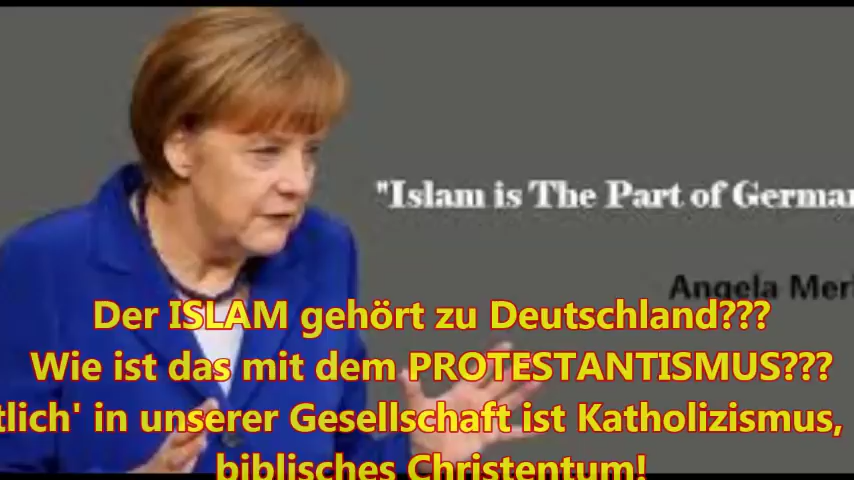 "Islam is The Part of German
Angela Mer
Der ISLAM gehört zu Deutschland???
Wie ist das mit dem PROTESTANTISMUS???
tlich' in unserer Gesellschaft ist Katholizismus,
biblisches Christentum!